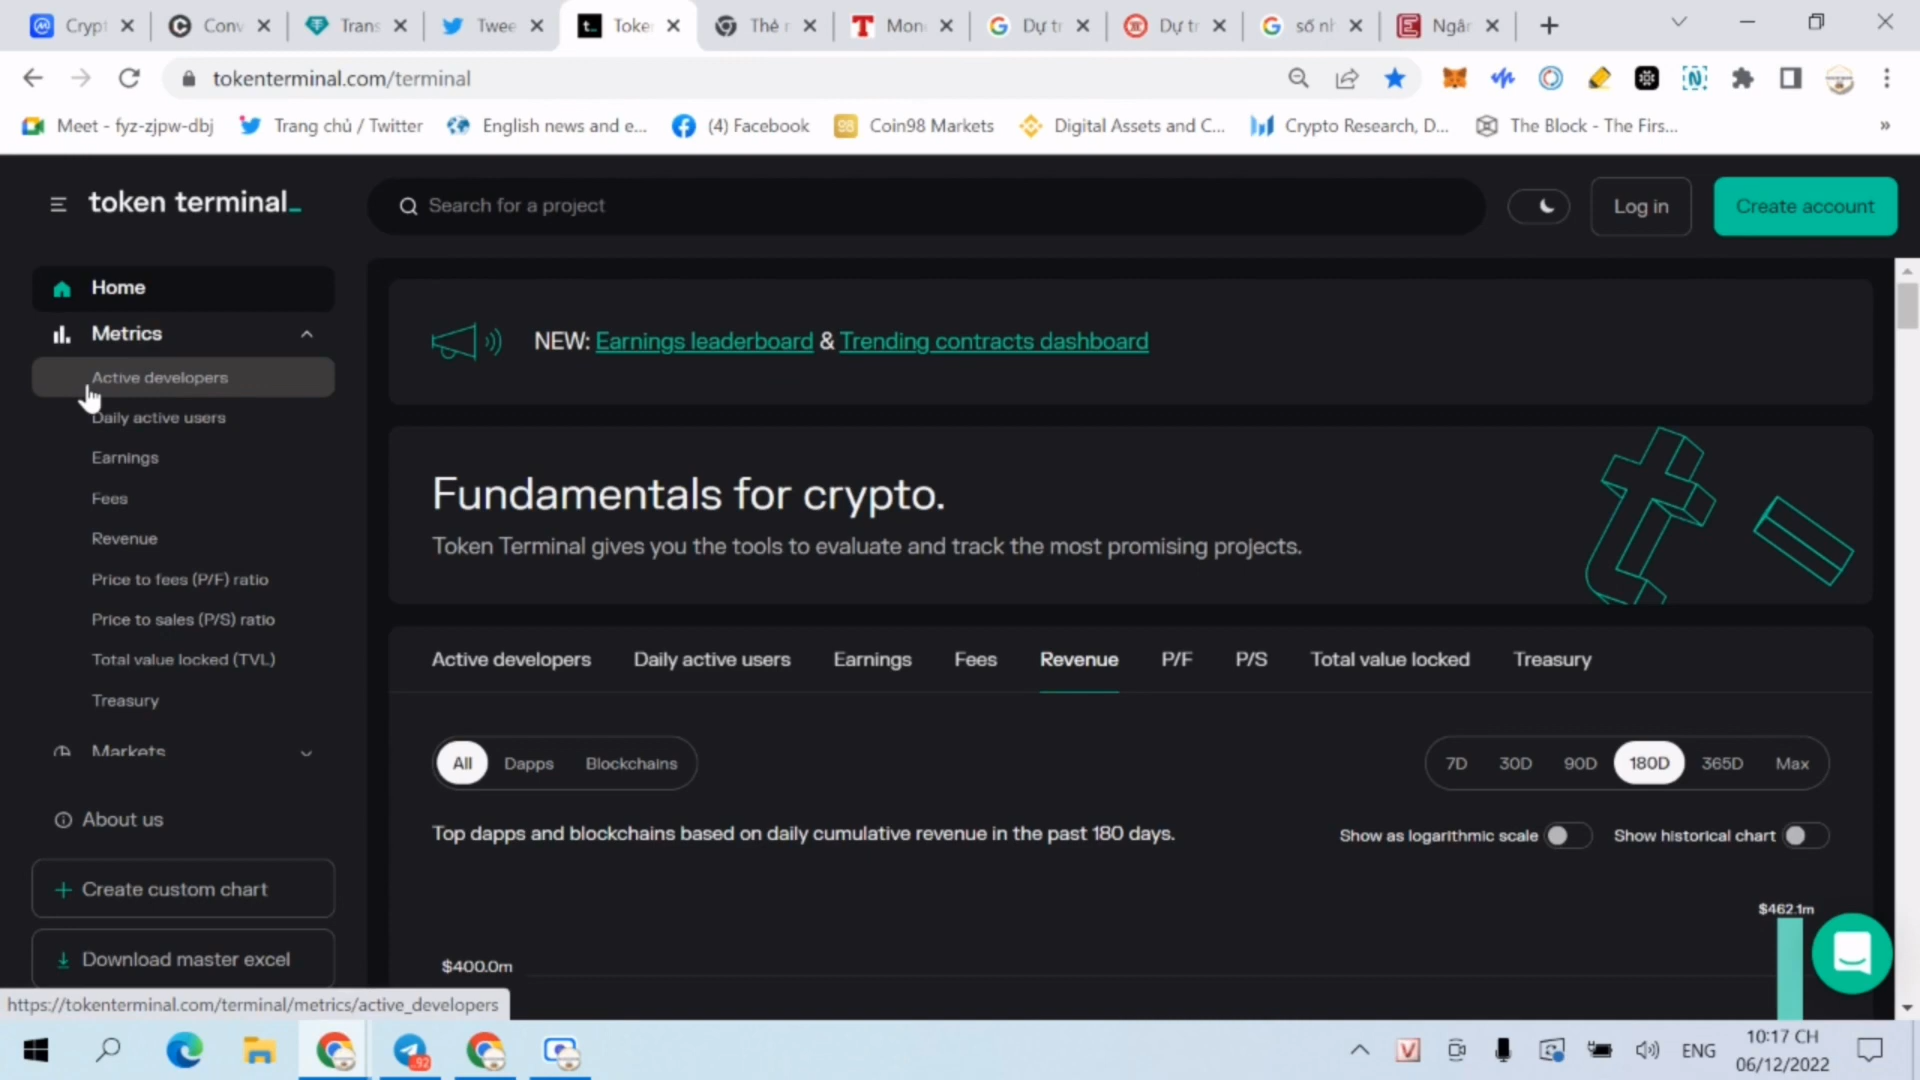 Crypt
Conv
Trans
Twee
Toke
Thẻ r
Mon
Dự tr
Dự tr
số nh
Ngân
tokenterminal.com/terminal
Meet - fyz-zjpw-dbj
Trang chủ / Twitter
English news and e...
(4) Facebook
Coin98 Markets
Digital Assets and C...
Crypto Research, D...
The Block - The Firs...
»
token terminal_
Search for a project
Log in
Create account
Home
Metrics
Active developers
Daily active users
Earnings
Fees
Revenue
Price to fees (P/F) ratio
Price to sales (P/S) ratio
Total value locked (TVL)
Treasury
Markets
About us
+ Create custom chart
Download master excel
NEW: Earnings leaderboard & Trending contracts dashboard
Fundamentals for crypto.
Token Terminal gives you the tools to evaluate and track the most promising projects.
Active developers
Daily active users
Earnings
Fees
Revenue
P/F
P/S
Total value locked
Treasury
All
Dapps
Blockchains
7D
30D
90D
180D
365D
Max
Top dapps and blockchains based on daily cumulative revenue in the past 180 days.
Show as logarithmic scale
Show historical chart
$462.1m
$400.0m
https://tokenterminal.com/terminal/metrics/active_developers
92
ENG
10:17 CH
06/12/2022